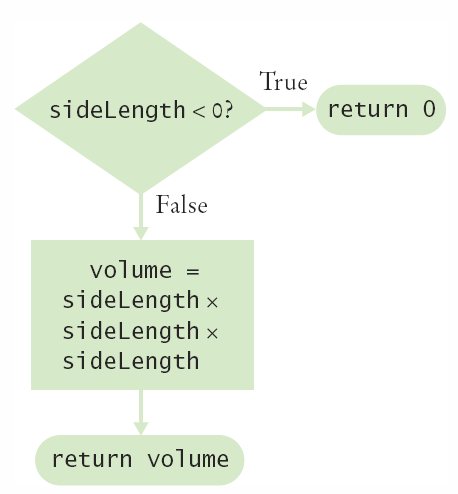 sideLength < 0?
True
return 0
False
volume =
sideLength ×
sideLength ×
sideLength
return volume